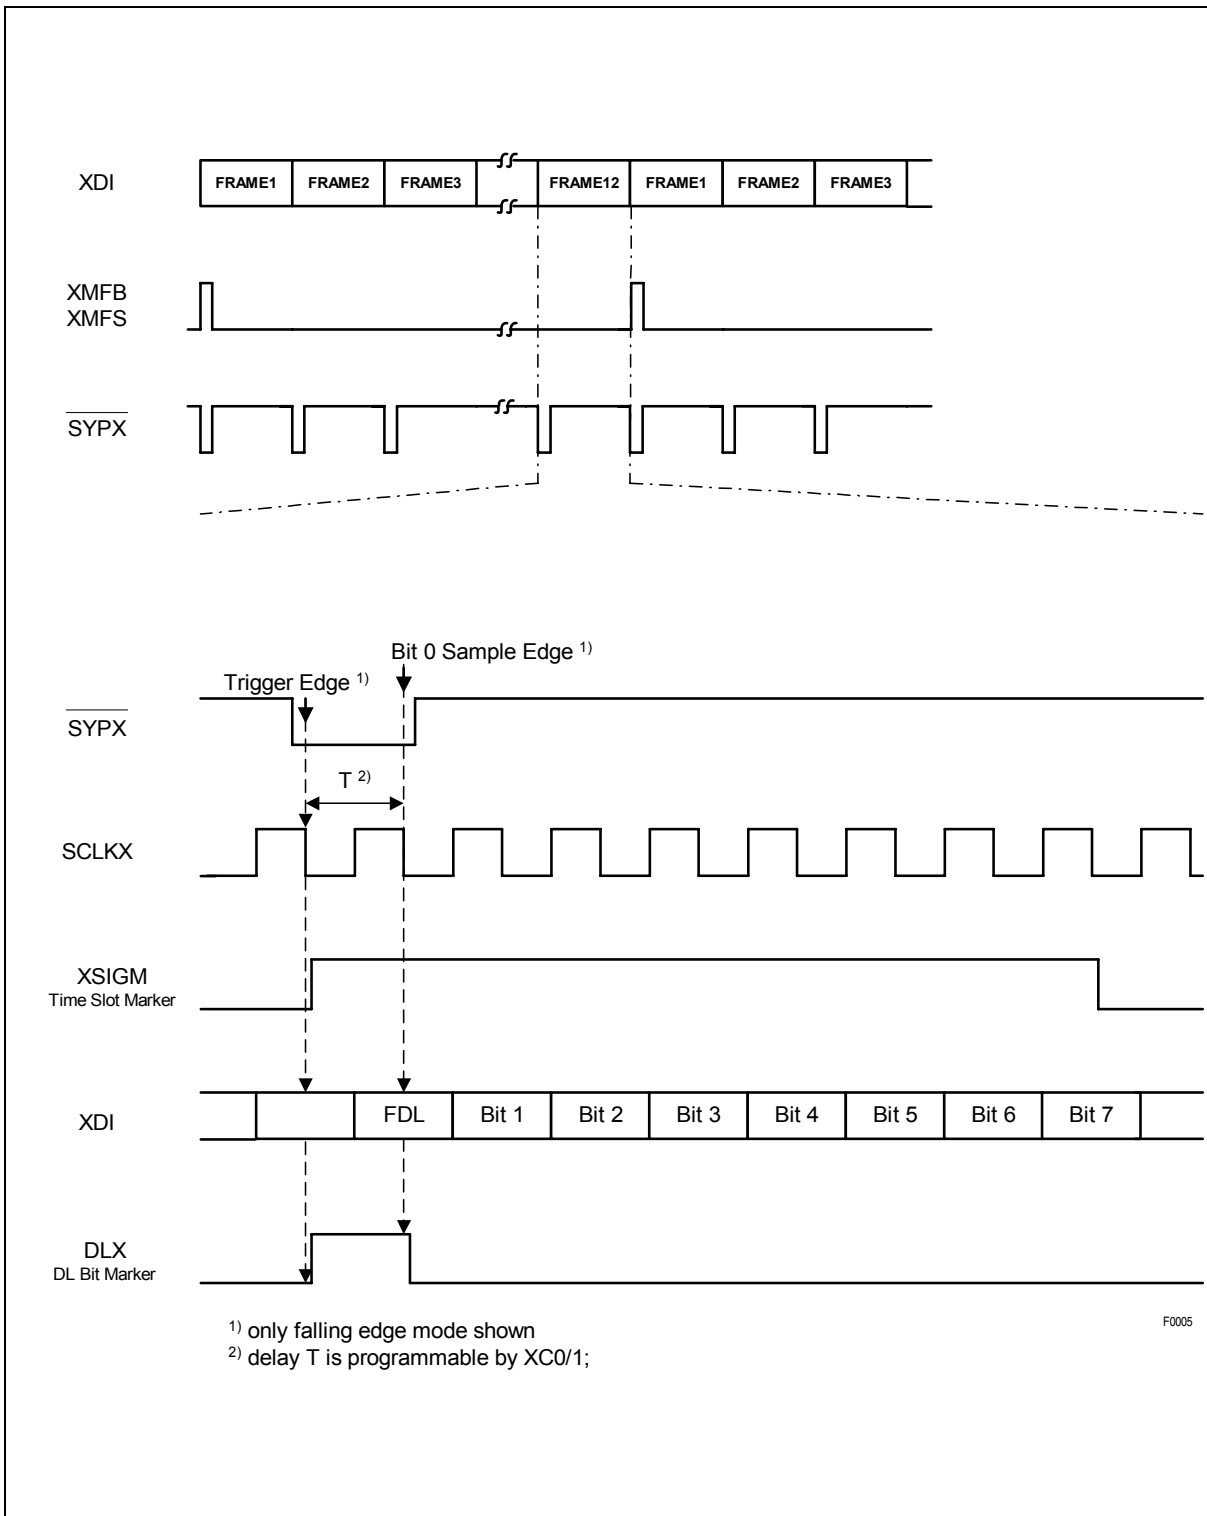 XDI
FRAME1 FRAME2 FRAME3 FRAME12 FRAME1 FRAME2 FRAME3
XMFB
XMFS
SYPX
Bit 0 Sample Edge 1)
Trigger Edge 1)
SYPX
T 2)
SCLKX
XSIGM
Time Slot Marker
XDI
FDL Bit 1 Bit 2 Bit 3 Bit 4 Bit 5 Bit 6 Bit 7
DLX
DL Bit Marker
1) only falling edge mode shown
2) delay T is programmable by XC0/1;
F0005